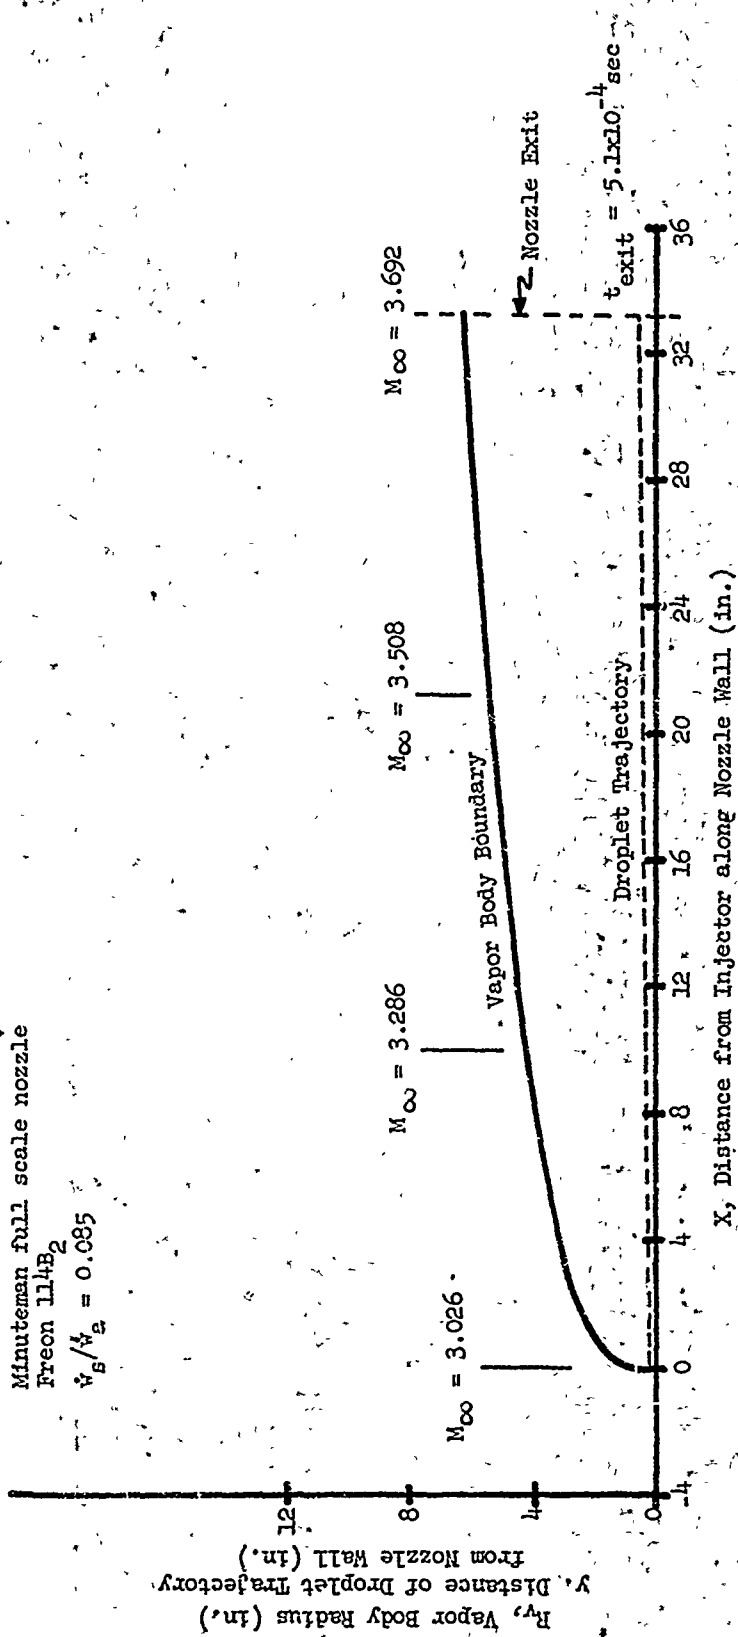 Minuteman full scale nozzle
Freon 114B2
= 0.085
M∞ = 3.026
M∞ = 3.286
M∞ = 3.508
M∞ = 3.692
Vapor Body Boundary
Nozzle Exit
Droplet Trajectory
t exit = 5.1x10^-4 sec
12
8
4
0
-4
0
4
8
12
16
20
24
28
32
36
X, Distance from Injector along Nozzle Wall (in.)
Rv, Vapor Body Radius (in.)
y, Distance of Droplet Trajectory
from Nozzle Wall (in.)